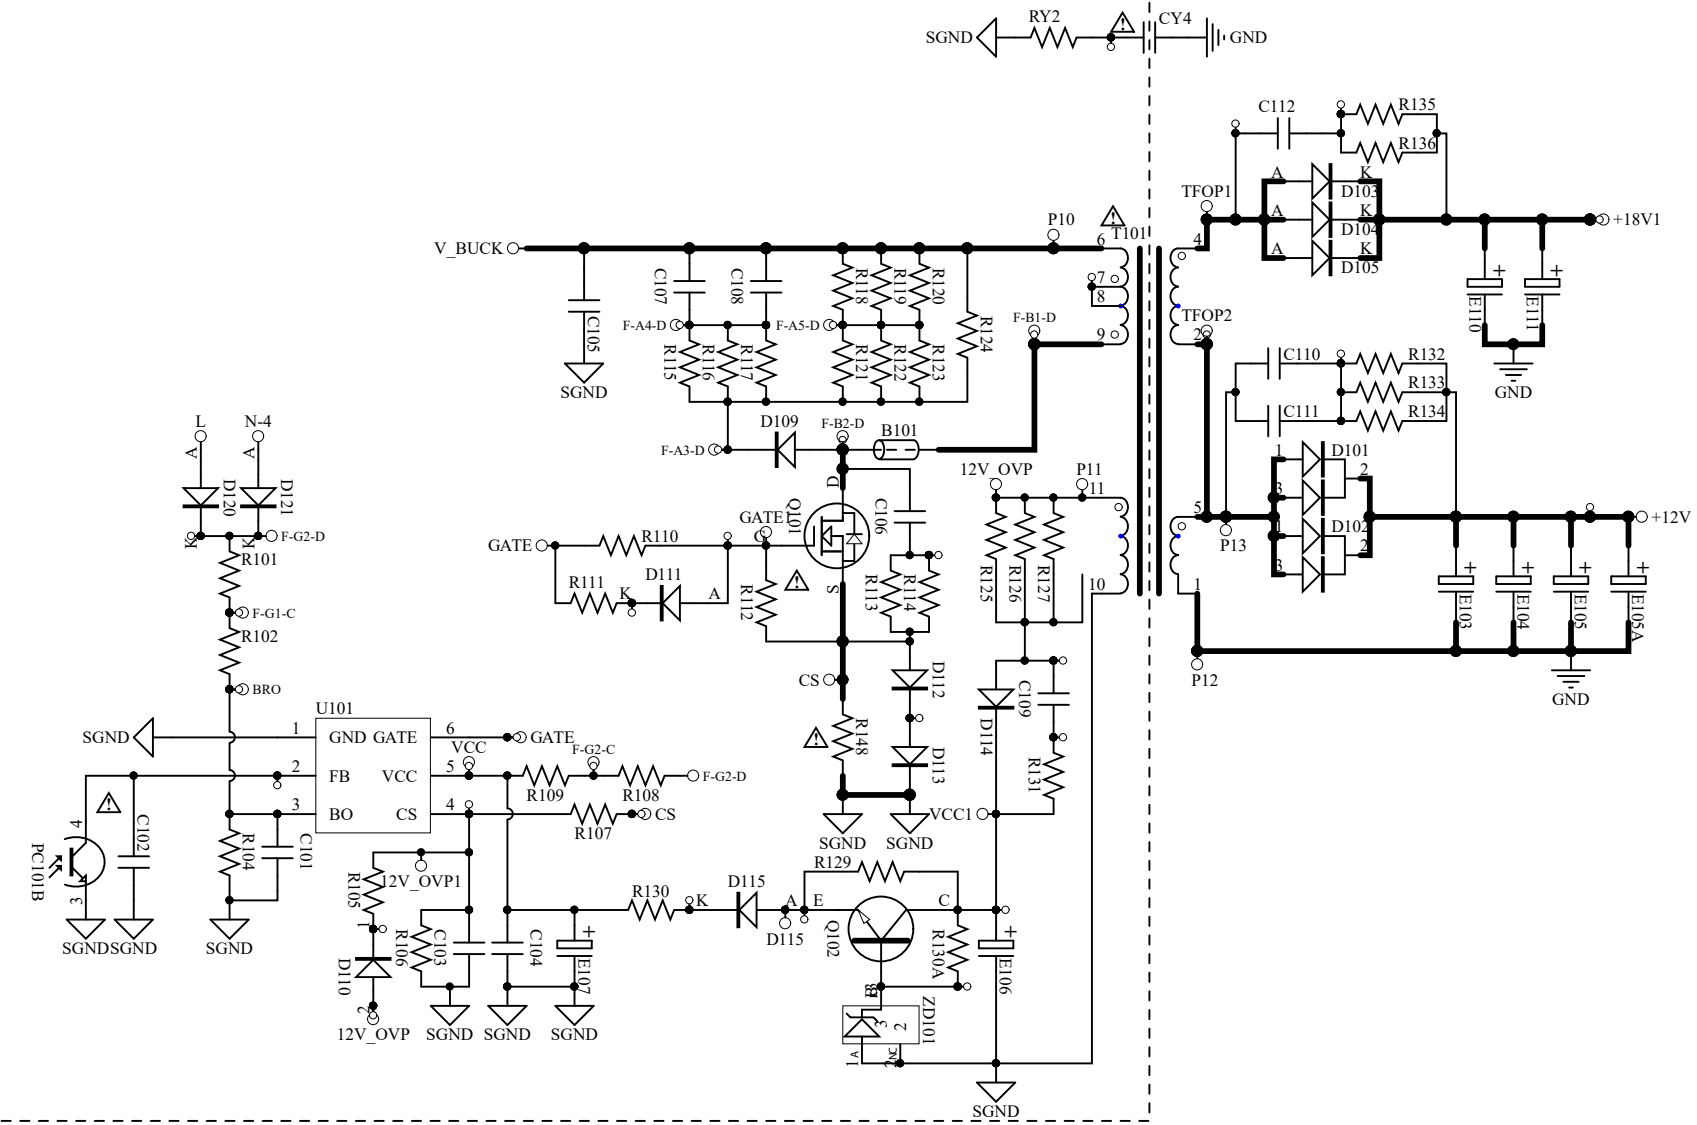 RY2
CY4
SGND
GND
C112
R135
R136
A
K
D103
A
K
D104
A
K
D105
TFOP1
+18V1
E110
E111
GND
P10
T101
V_BUCK
6
7
8
9
4
2
C105
SGND
C107
C108
R118
R119
R120
R124
F-A4-D
F-A5-D
R115
R116
R117
R121
R122
R123
F-B1-D
TFOP2
C110
C111
R132
R133
R134
L
N-4
A
A
D120
D121
K
K
F-G2-D
D109
F-B2-D
B101
F-A3-D
D
Q101
C106
12V_OVP
P11
11
10
5
1
P13
D101
D102
1
3
1
3
2
2
+12V
GATE
R110
GATE1
G
R111
K
D111
A
R112
S
R113
R114
R125
R126
R127
E103
E104
E105
E105A
GND
P12
R101
F-G1-C
R102
BRO
CS
D112
R148
D113
SGND
SGND
D114
C109
R131
VCC1
U101
SGND
1
GND
GATE
6
GATE
2
FB
VCC
5
VCC
3
BO
CS
4
F-G2-C
R109
R108
F-G2-D
R107
CS
4
PC101B
3
C102
SGND
SGND
R104
C101
SGND
12V_OVP1
R105
1
D110
2
12V_OVP
R106
C103
SGND
C104
SGND
E107
SGND
R130
K
D115
A
D115
R129
E
C
Q102
R130A
E106
ZD101
3
2
1
A
NC
SGND